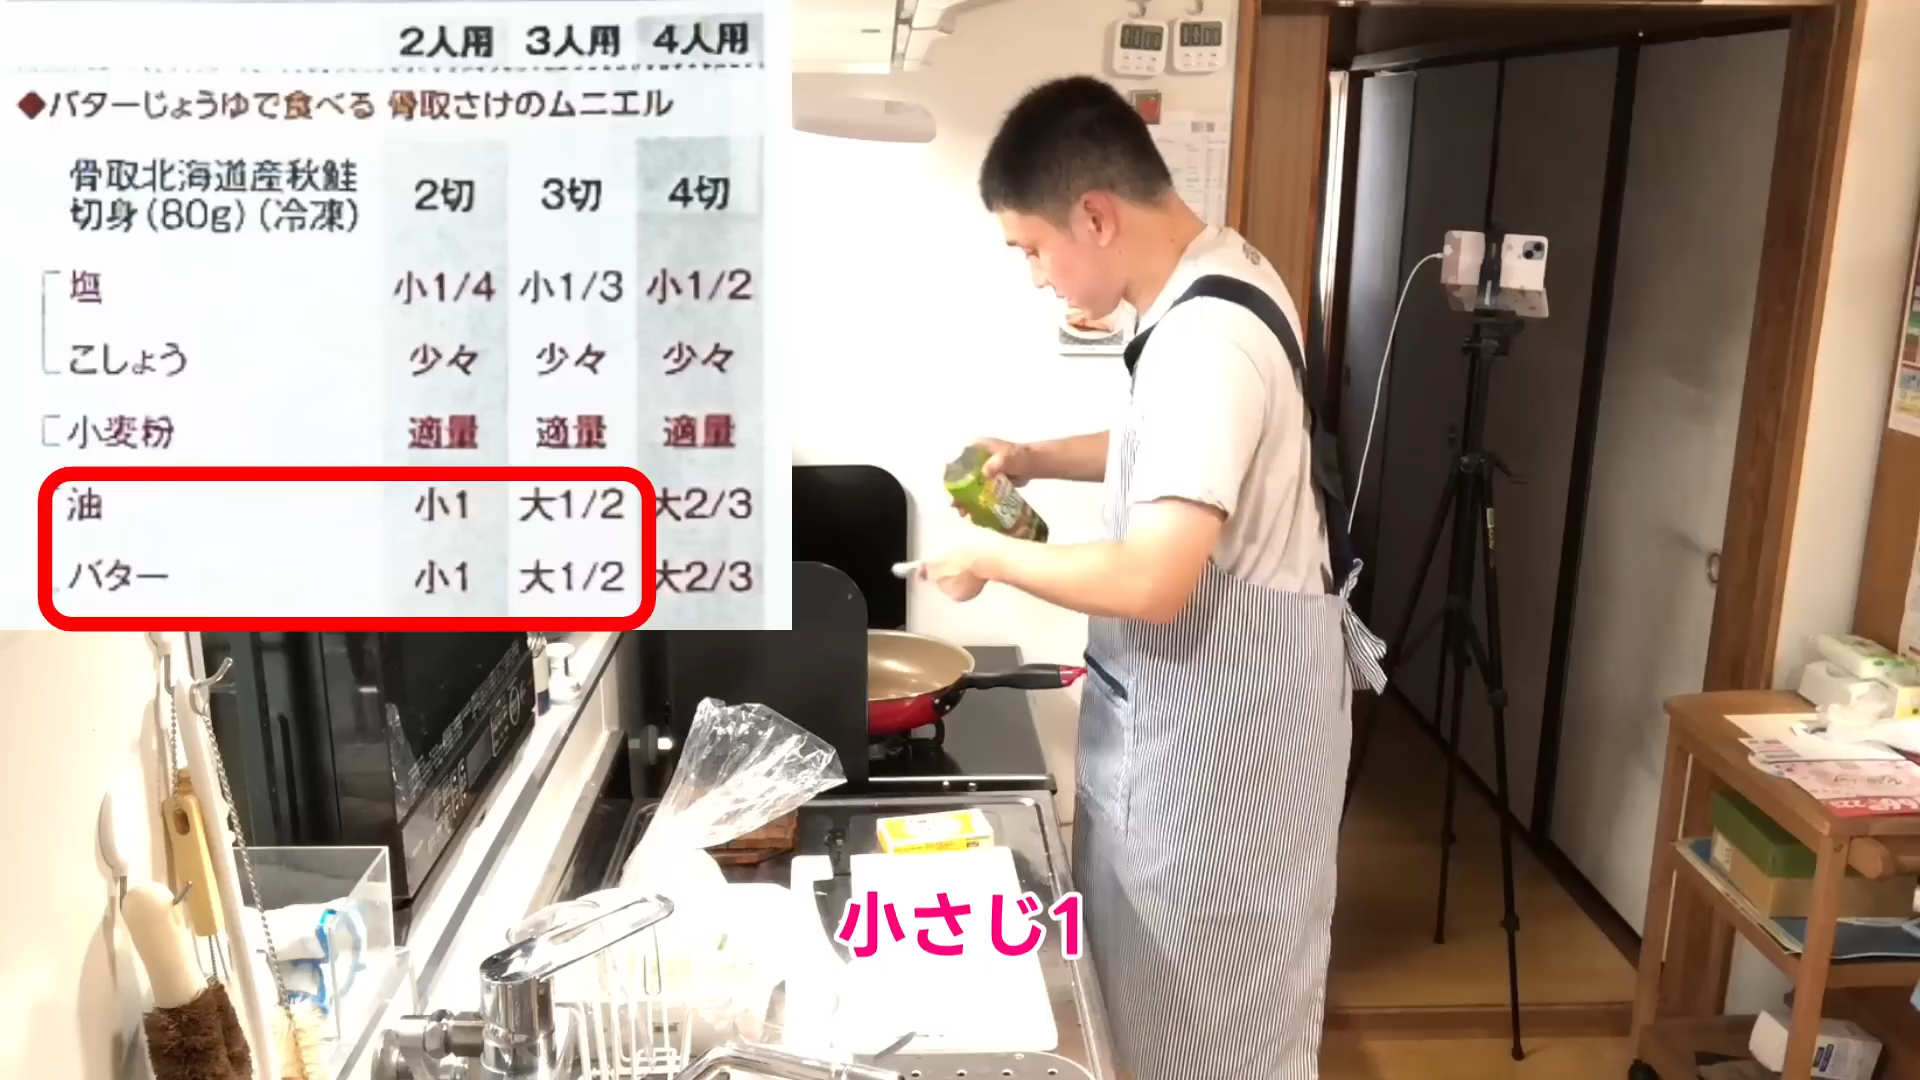 2人用 3人用 4人用
◆バターじょうゆで食べる 骨取さけのムニエル
骨取北海道産秋鮭
切身(80g)(冷凍) 2切 3切 4切
塩 小1/4 小1/3 小1/2
こしょう 少々 少々 少々
小麦粉 適量 適量 適量
油 小1 大1/2 大2/3
バター 小1 大1/2 大2/3
小さじ1